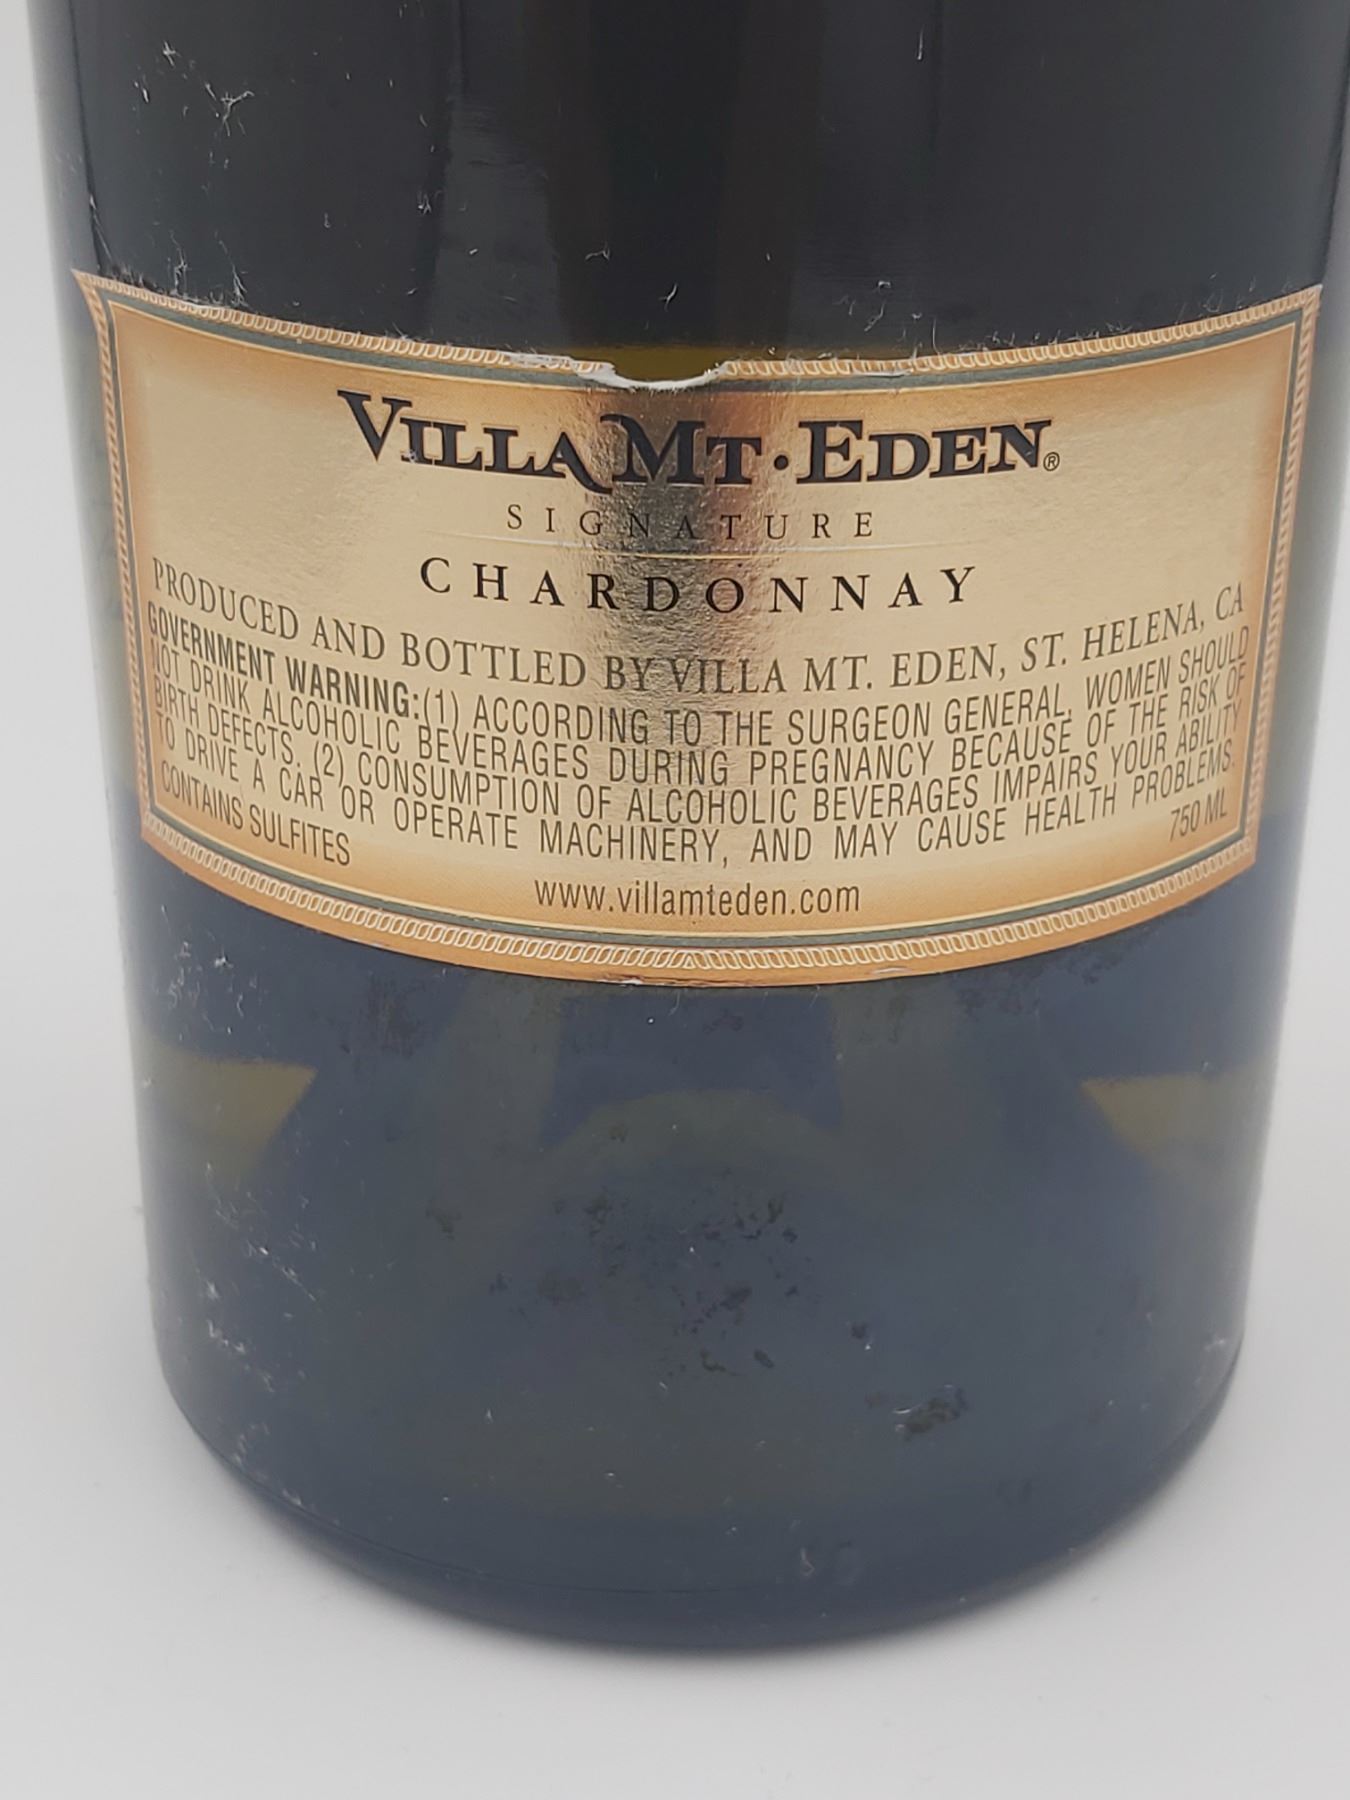 VILLA MT. EDEN®
SIGNATURE
CHARDONNAY
PRODUCED AND BOTTLED BY VILLA MT. EDEN, ST. HELENA, CA
GOVERNMENT WARNING:(1) ACCORDING TO THE SURGEON GENERAL, WOMEN SHOULD
NOT DRINK ALCOHOLIC BEVERAGES DURING PREGNANCY BECAUSE OF THE RISK OF
BIRTH DEFECTS. (2) CONSUMPTION OF ALCOHOLIC BEVERAGES IMPAIRS YOUR ABILITY
TO DRIVE A CAR OR OPERATE MACHINERY, AND MAY CAUSE HEALTH PROBLEMS.
CONTAINS SULFITES 750 ML
www.villamteden.com